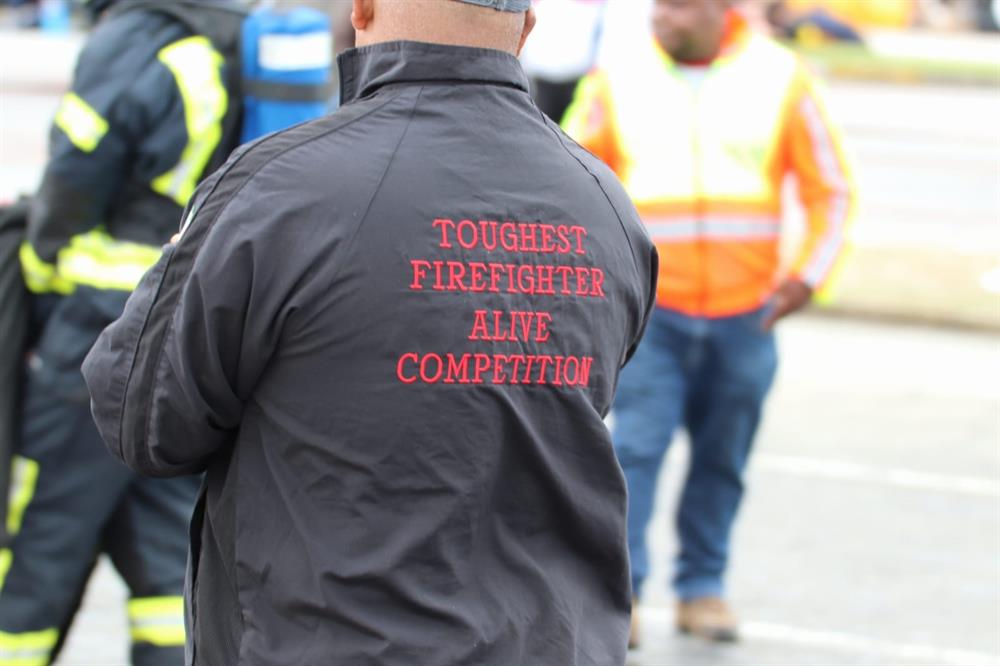 TOUGHEST
FIREFIGHTER
ALIVE
COMPETITION